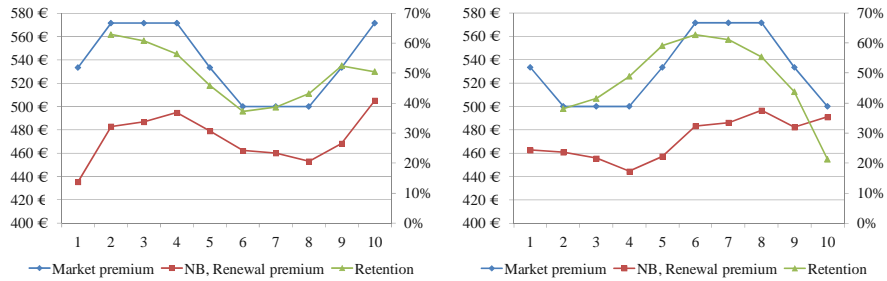 580 € 70% 580 € 70%
560 € 60% 560 € 60%
540 € 50% 540 € 50%
520 € 40% 520 € 40%
500 € 30% 500 € 30%
480 € 20% 480 € 20%
460 € 10% 460 € 10%
440 € 0% 440 € 0%
420 € 420 €
400 € 400 €
1 2 3 4 5 6 7 8 9 10 1 2 3 4 5 6 7 8 9 10
Market premium NB, Renewal premium Retention Market premium NB, Renewal premium Retention